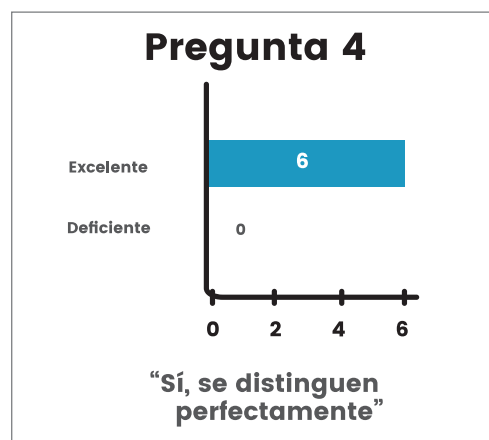 Pregunta 4
Excelente
6
Deficiente
0
0 2 4 6
“Sí, se distinguen
perfectamente”